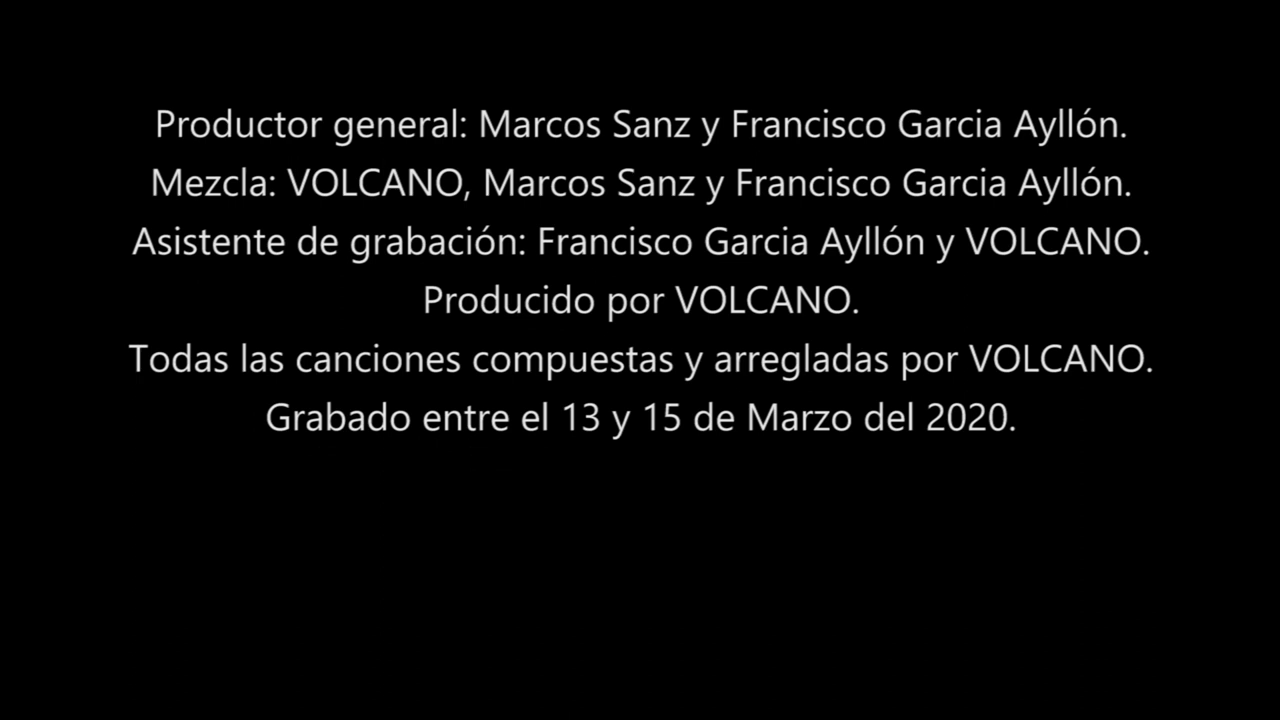 Productor general: Marcos Sanz y Francisco Garcia Ayllón.
Mezcla: VOLCANO, Marcos Sanz y Francisco Garcia Ayllón.
Asistente de grabación: Francisco Garcia Ayllón y VOLCANO.
Producido por VOLCANO.
Todas las canciones compuestas y arregladas por VOLCANO.
Grabado entre el 13 y 15 de Marzo del 2020.